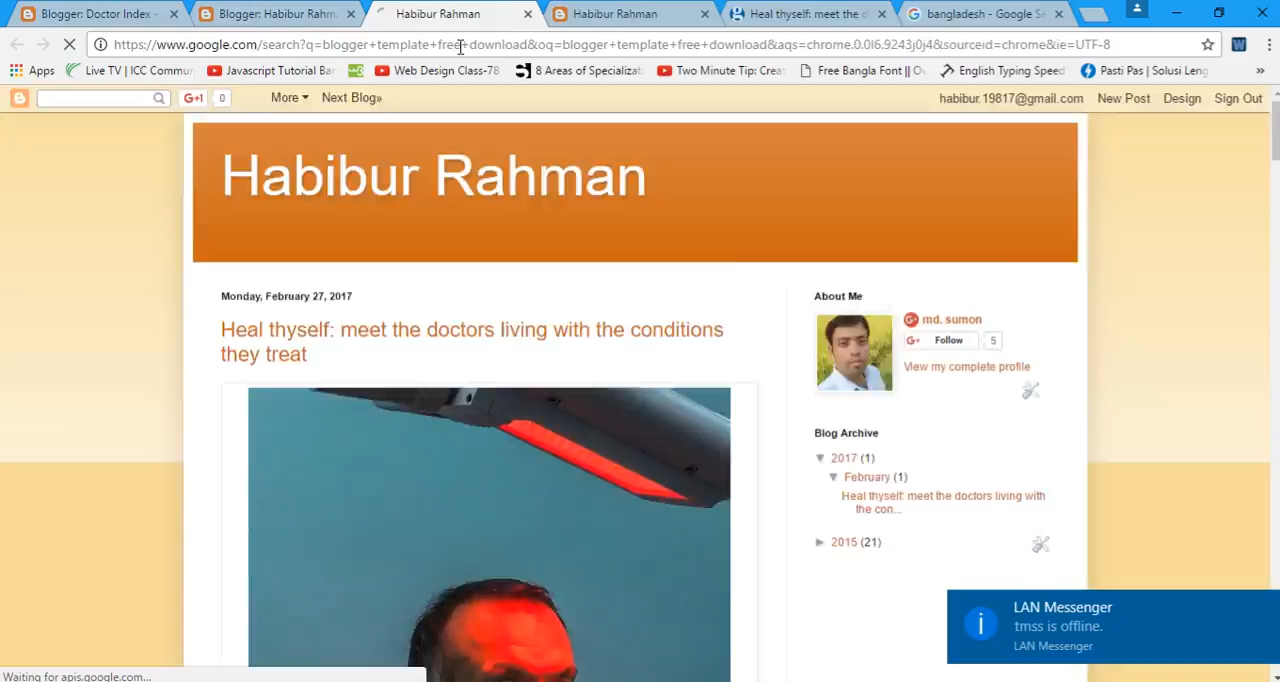 Blogger: Doctor Index -
Blogger: Habibur Rahm
Habibur Rahman
Habibur Rahman
Heal thyself: meet the d
bangladesh - Google Se
https://www.google.com/search?q=blogger+template+free+download&oq=blogger+template+free+download&aqs=chrome.0.0l6.9243j0j4&sourceid=chrome&ie=UTF-8
Apps
Live TV | ICC Commun
Javascript Tutorial Bar
Web Design Class-78
8 Areas of Specializat
Two Minute Tip: Creat
Free Bangla Font || Ov
English Typing Speed
Pasti Pas | Solusi Leng
»
G+1 0
More
Next Blog»
habibur.19817@gmail.com
New Post
Design
Sign Out
Habibur Rahman
Monday, February 27, 2017
Heal thyself: meet the doctors living with the conditions
they treat
About Me
md. sumon
Follow 5
View my complete profile
Blog Archive
▼ 2017 (1)
▼ February (1)
Heal thyself: meet the doctors living with
the con...
► 2015 (21)
LAN Messenger
tmss is offline.
LAN Messenger
Waiting for apis.google.com...